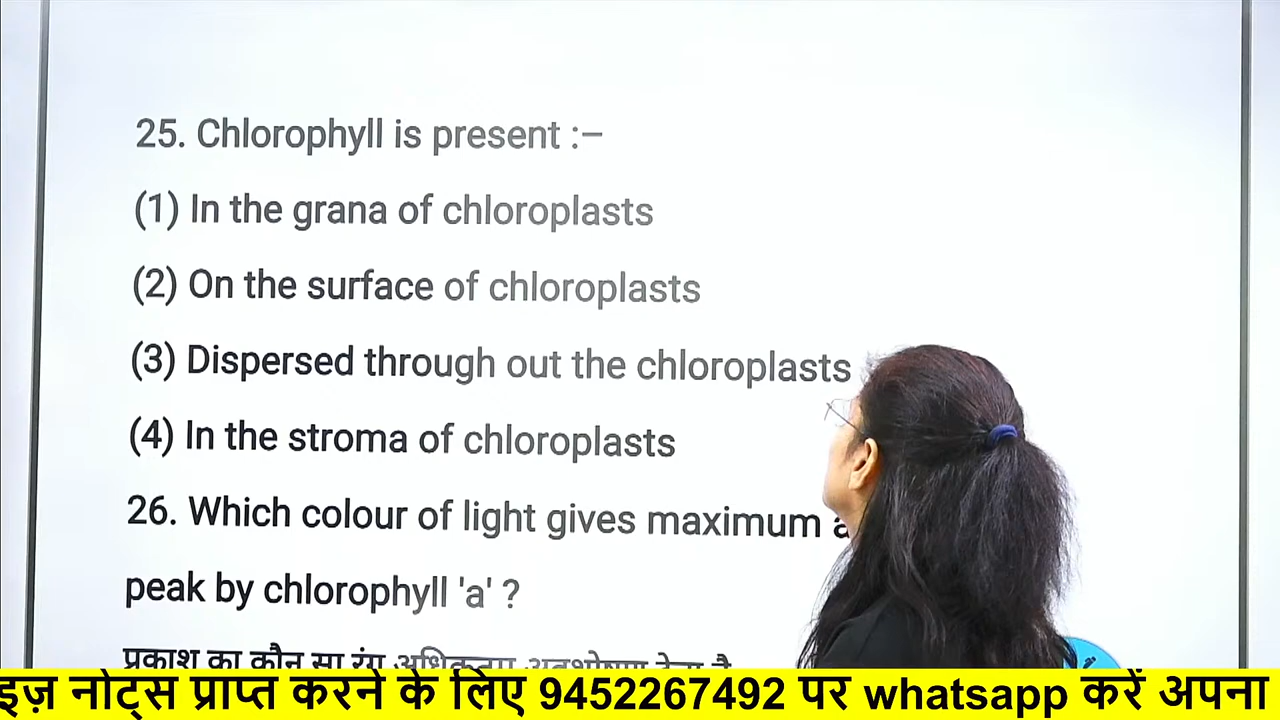 25. Chlorophyll is present :–
(1) In the grana of chloroplasts
(2) On the surface of chloroplasts
(3) Dispersed through out the chloroplasts
(4) In the stroma of chloroplasts
26. Which colour of light gives maximum
peak by chlorophyll 'a' ?
प्रकाश का कौन सा रंग
इज़ नोट्स प्राप्त करने के लिए 9452267492 पर whatsapp करें अपना